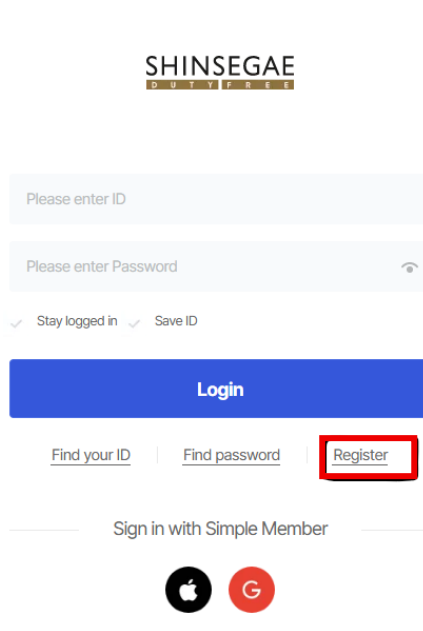 SHINSEGAE
DUTY FREE
Please enter ID
Please enter Password
Stay logged in Save ID
Login
Find your ID Find password Register
Sign in with Simple Member
G